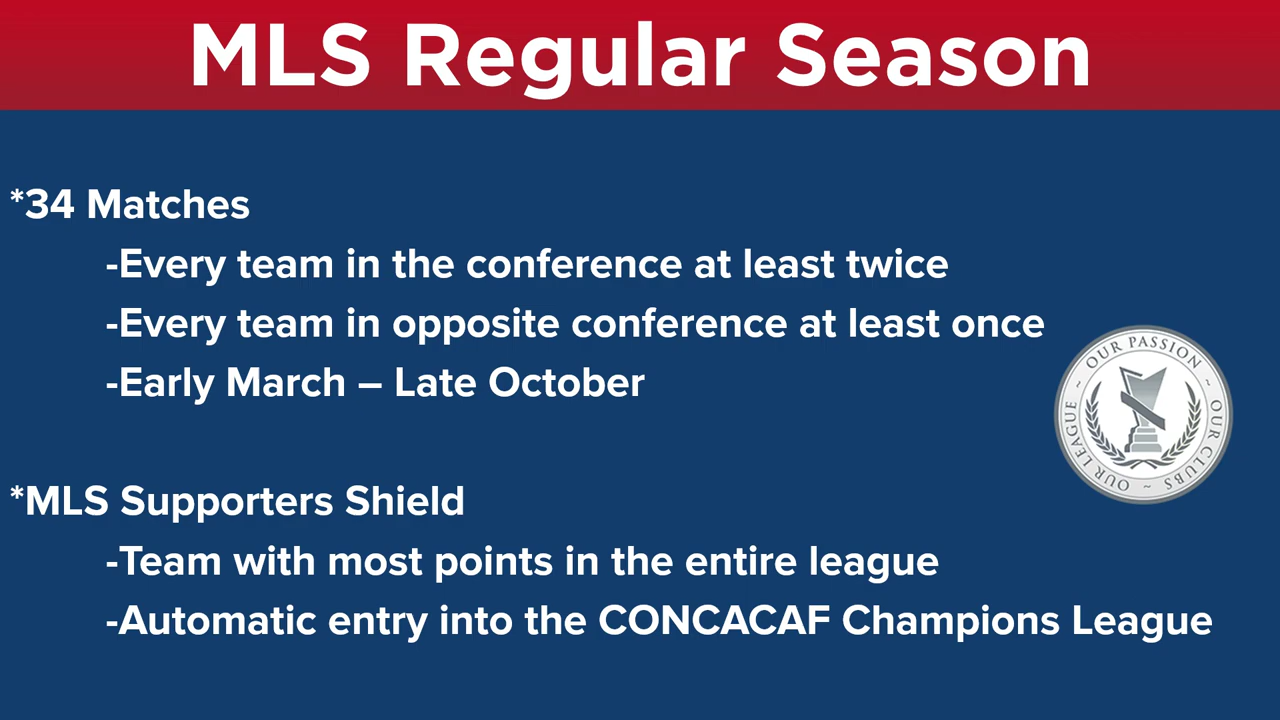 MLS Regular Season
*34 Matches
-Every team in the conference at least twice
-Every team in opposite conference at least once
-Early March – Late October
OUR LEAGUE ~ OUR PASSION ~ OUR CLUBS ~
*MLS Supporters Shield
-Team with most points in the entire league
-Automatic entry into the CONCACAF Champions League